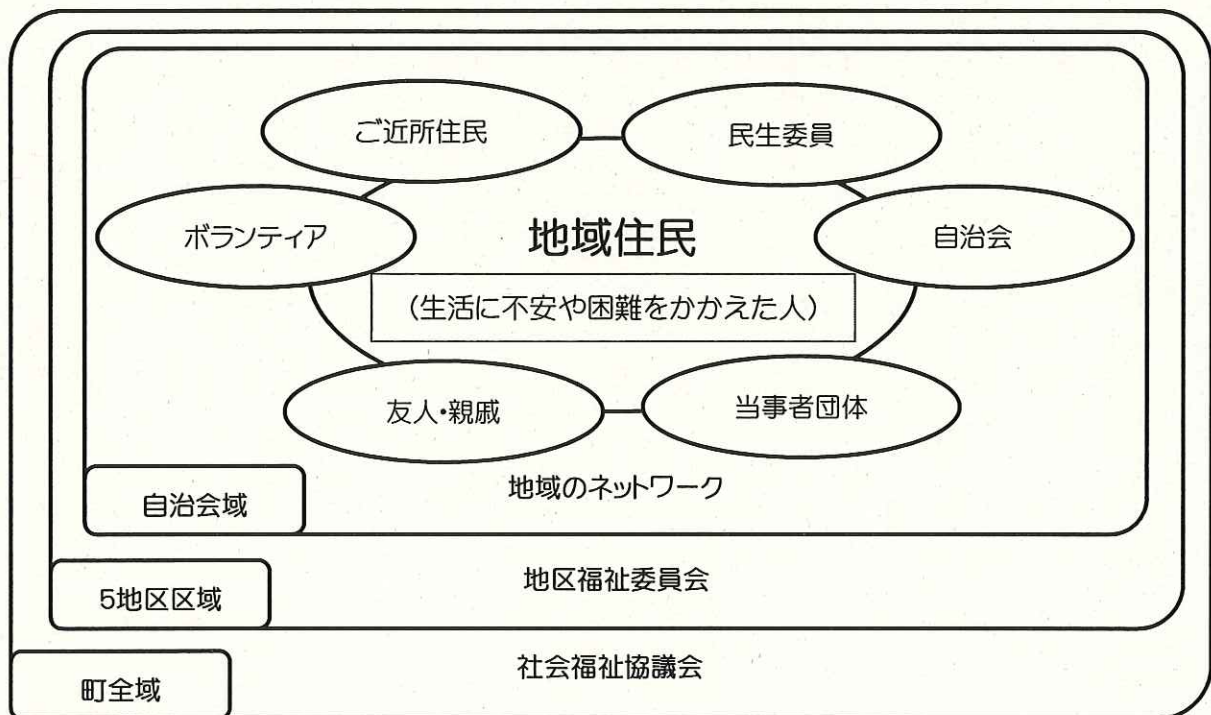 ご近所住民
民生委員
ボランティア
地域住民
自治会
（生活に不安や困難をかかえた人）
友人・親戚
当事者団体
地域のネットワーク
自治会域
地区福祉委員会
5地区区域
社会福祉協議会
町全域